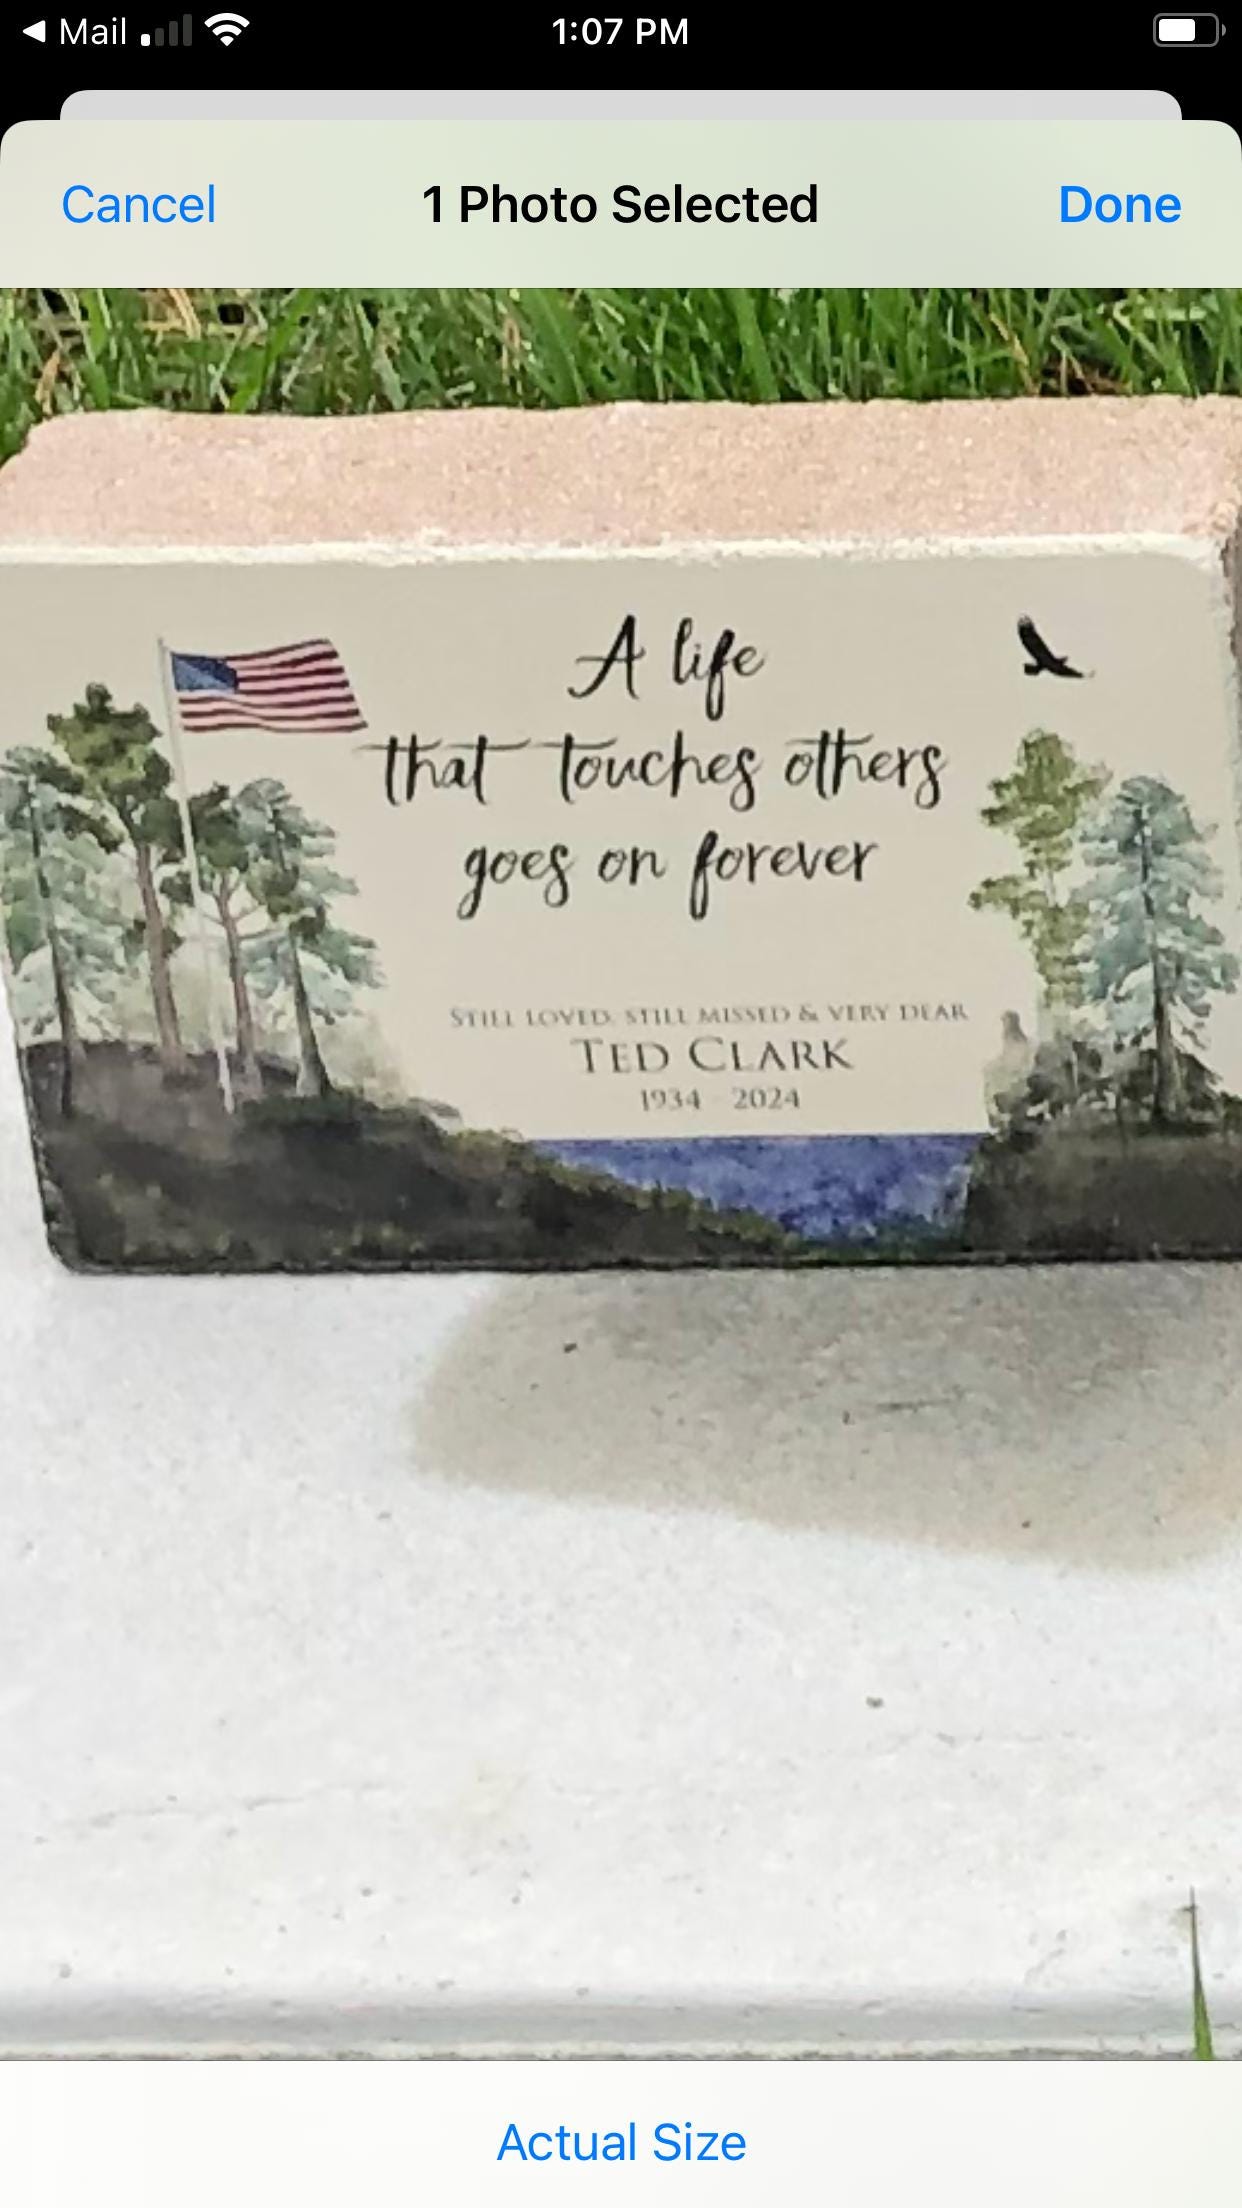 Mail
1:07 PM
Cancel
1 Photo Selected
Done
A life
that touches others
goes on forever
STILL LOVED, STILL MISSED & VERY DEAR
TED CLARK
1934 - 2024
Actual Size